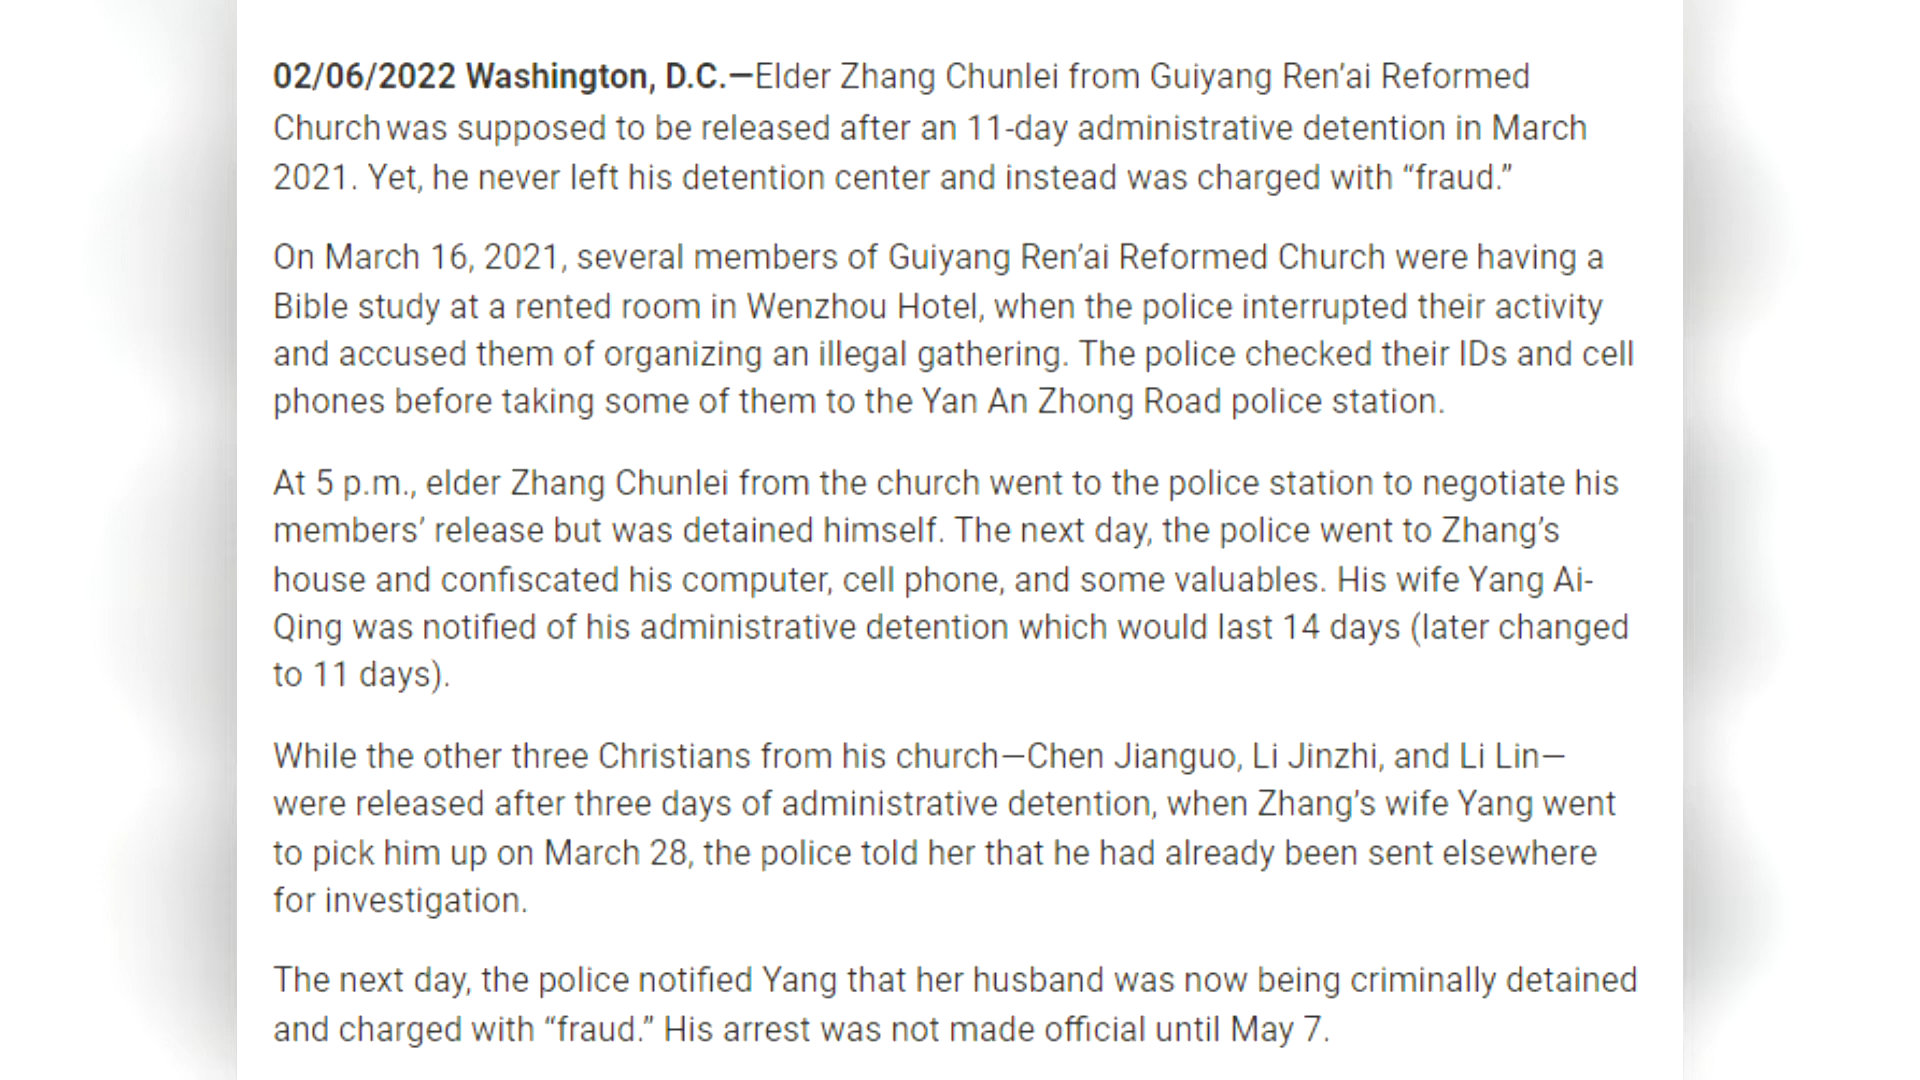 02/06/2022 Washington, D.C.—Elder Zhang Chunlei from Guiyang Ren’ai Reformed
Church was supposed to be released after an 11-day administrative detention in March
2021. Yet, he never left his detention center and instead was charged with “fraud.”
On March 16, 2021, several members of Guiyang Ren’ai Reformed Church were having a
Bible study at a rented room in Wenzhou Hotel, when the police interrupted their activity
and accused them of organizing an illegal gathering. The police checked their IDs and cell
phones before taking some of them to the Yan An Zhong Road police station.
At 5 p.m., elder Zhang Chunlei from the church went to the police station to negotiate his
members’ release but was detained himself. The next day, the police went to Zhang’s
house and confiscated his computer, cell phone, and some valuables. His wife Yang Ai-
Qing was notified of his administrative detention which would last 14 days (later changed
to 11 days).
While the other three Christians from his church—Chen Jianguo, Li Jinzhi, and Li Lin—
were released after three days of administrative detention, when Zhang’s wife Yang went
to pick him up on March 28, the police told her that he had already been sent elsewhere
for investigation.
The next day, the police notified Yang that her husband was now being criminally detained
and charged with “fraud.” His arrest was not made official until May 7.